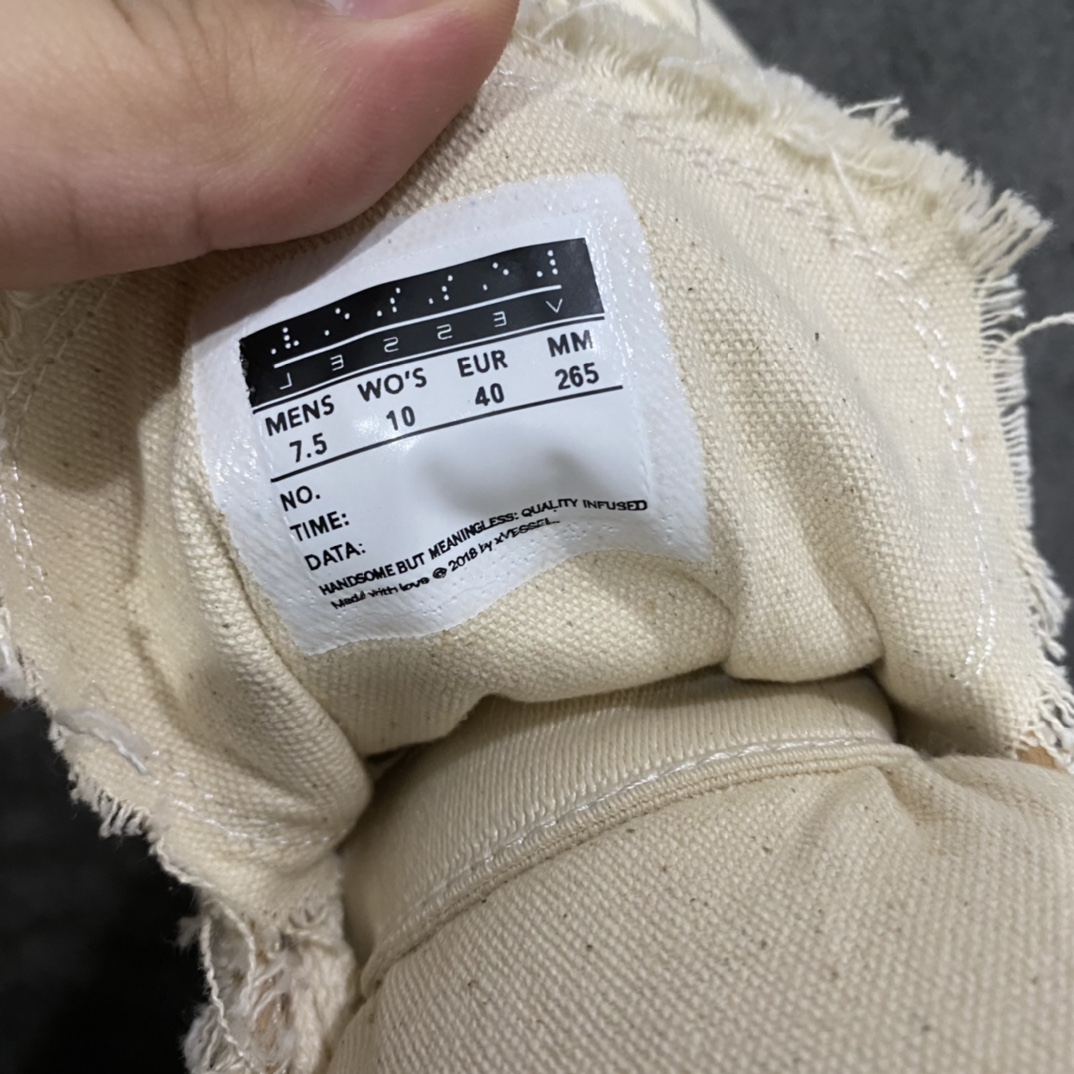 VESSEL
MENS WO'S EUR MM
7.5 10 40 265
NO.
TIME:
DATA:
HANDSOME BUT MEANINGLESS: QUALITY INFUSED
Made with love @ 2018 by xVESSEL.